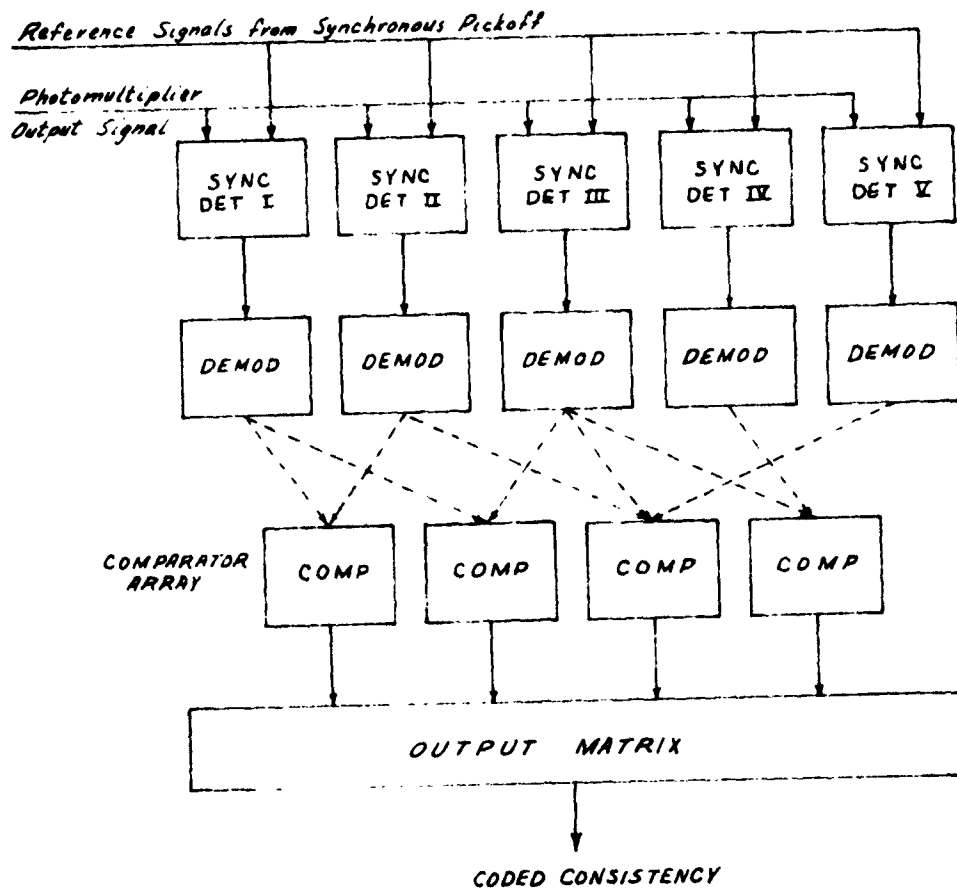 Reference Signals from Synchronous Pickoff
Photomultiplier
Output Signal
SYNC
DET I
SYNC
DET II
SYNC
DET III
SYNC
DET IV
SYNC
DET V
DEMOD
DEMOD
DEMOD
DEMOD
DEMOD
COMPARATOR
ARRAY
COMP
COMP
COMP
COMP
OUTPUT MATRIX
CODED CONSISTENCY